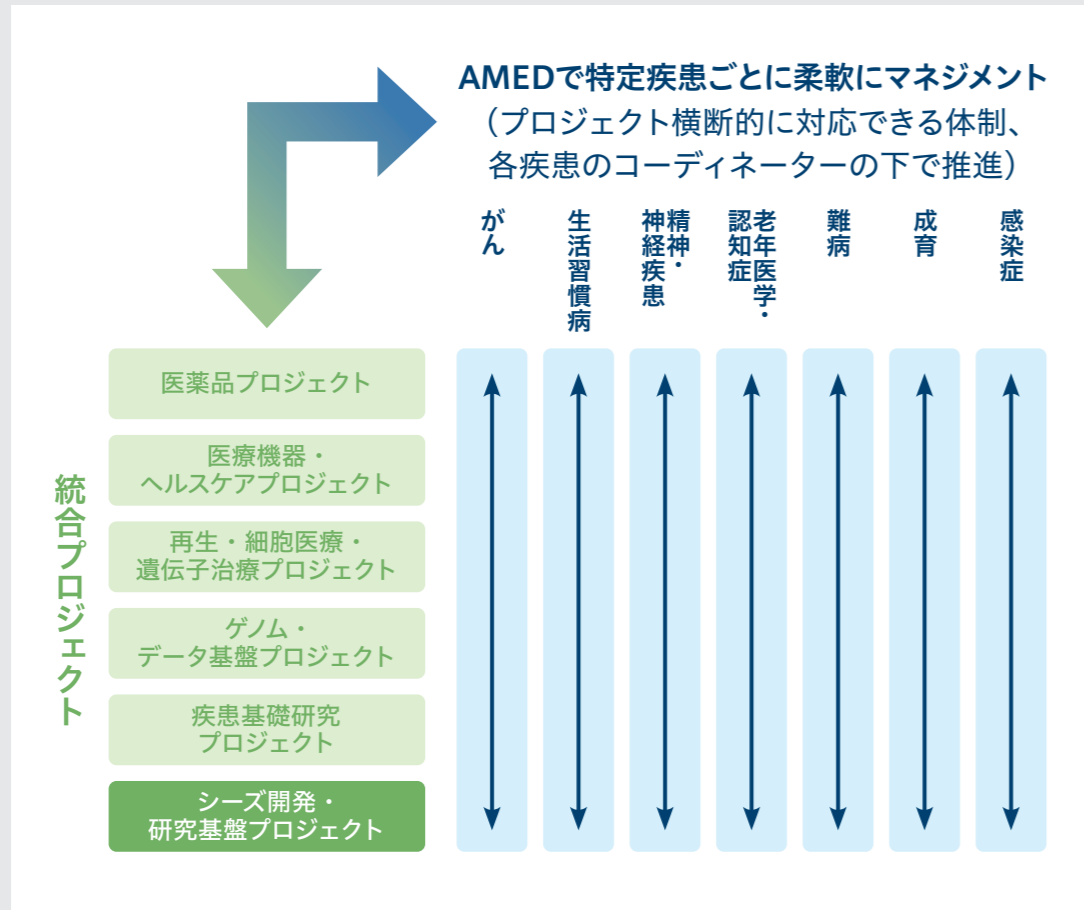 AMEDで特定疾患ごとに柔軟にマネジメント
（プロジェクト横断的に対応できる体制、
各疾患のコーディネーターの下で推進）
がん
生活習慣病
精神・
神経疾患
老年医学・
認知症
難病
成育
感染症
統合プロジェクト
医薬品プロジェクト
医療機器・
ヘルスケアプロジェクト
再生・細胞医療・
遺伝子治療プロジェクト
ゲノム・
データ基盤プロジェクト
疾患基礎研究
プロジェクト
シーズ開発・
研究基盤プロジェクト